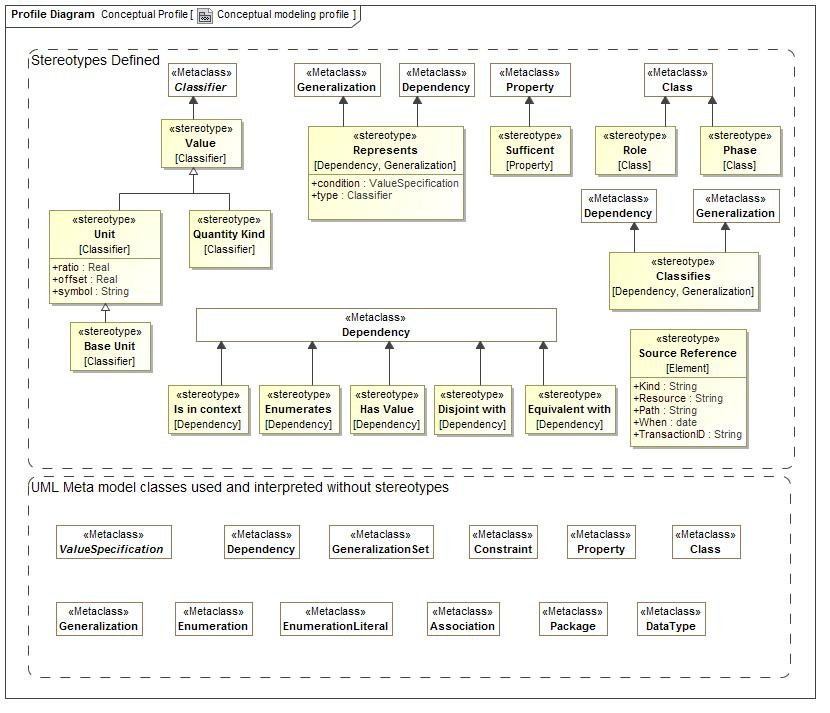 Profile Diagram Conceptual Profile [ Conceptual modeling profile ]
Stereotypes Defined
«Metaclass»
Classifier
«Metaclass»
Generalization
«Metaclass»
Dependency
«Metaclass»
Property
«Metaclass»
Class
«stereotype»
Value
[Classifier]
«stereotype»
Represents
[Dependency, Generalization]
+condition : ValueSpecification
+type : Classifier
«stereotype»
Sufficent
[Property]
«stereotype»
Role
[Class]
«stereotype»
Phase
[Class]
«Metaclass»
Dependency
«Metaclass»
Generalization
«stereotype»
Unit
[Classifier]
+ratio : Real
+offset : Real
+symbol : String
«stereotype»
Quantity Kind
[Classifier]
«stereotype»
Classifies
[Dependency, Generalization]
«stereotype»
Base Unit
[Classifier]
«Metaclass»
Dependency
«stereotype»
Source Reference
[Element]
+Kind : String
+Resource : String
+Path : String
+When : date
+TransactionID : String
«stereotype»
Is in context
[Dependency]
«stereotype»
Enumerates
[Dependency]
«stereotype»
Has Value
[Dependency]
«stereotype»
Disjoint with
[Dependency]
«stereotype»
Equivalent with
[Dependency]
UML Meta model classes used and interpreted without stereotypes
«Metaclass»
ValueSpecification
«Metaclass»
Dependency
«Metaclass»
GeneralizationSet
«Metaclass»
Constraint
«Metaclass»
Property
«Metaclass»
Class
«Metaclass»
Generalization
«Metaclass»
Enumeration
«Metaclass»
EnumerationLiteral
«Metaclass»
Association
«Metaclass»
Package
«Metaclass»
DataType